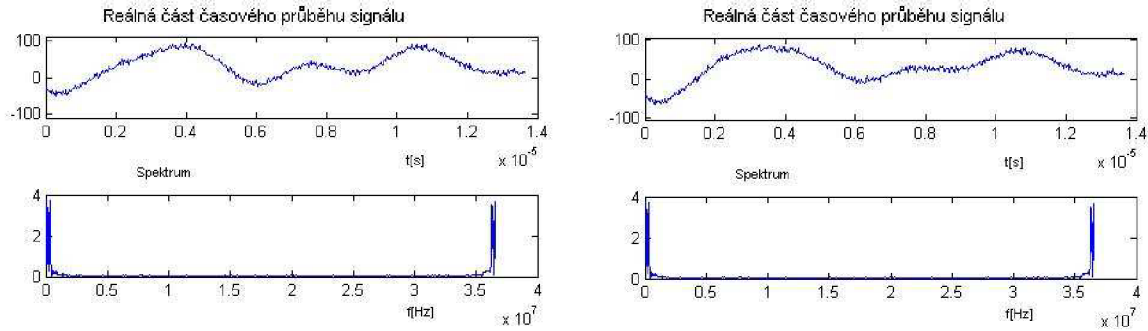 Reálná část časového průběhu signálu
100
0
-100
0 0.2 0.4 0.6 0.8 1 1.2 1.4
t[s]
x 10^-5
Spektrum
4
2
0
0 0.5 1 1.5 2 2.5 3 3.5 4
f[Hz]
x 10^7
Reálná část časového průběhu signálu
100
0
-100
0 0.2 0.4 0.6 0.8 1 1.2 1.4
t[s]
x 10^-5
Spektrum
4
2
0
0 0.5 1 1.5 2 2.5 3 3.5 4
f[Hz]
x 10^7